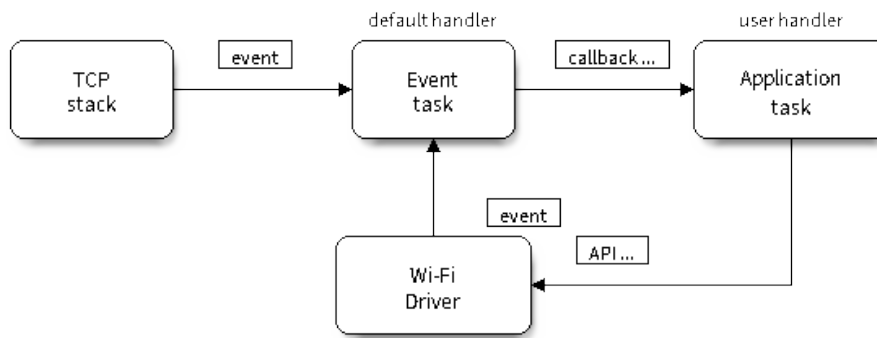 default handler
user handler
event
callback ...
TCP
stack
Event
task
Application
task
event
API ...
Wi-Fi
Driver